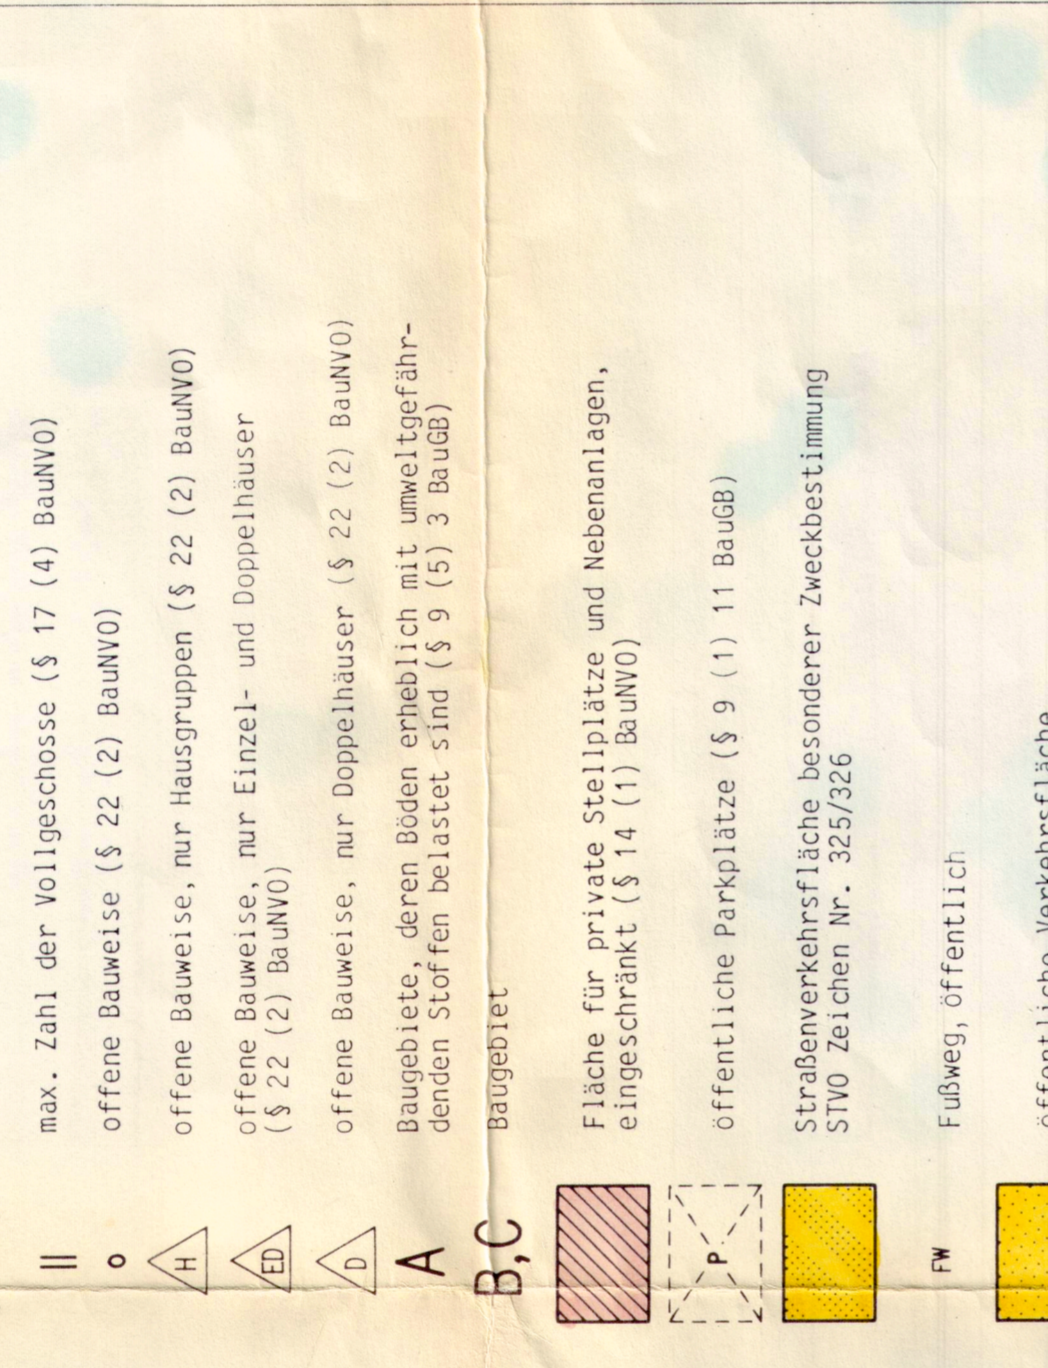 II max. Zahl der Vollgeschosse (§ 17 (4) BauNVO)
o offene Bauweise (§ 22 (2) BauNVO)
H offene Bauweise, nur Hausgruppen (§ 22 (2) BauNVO)
ED offene Bauweise, nur Einzel- und Doppelhäuser
(§ 22 (2) BauNVO)
D offene Bauweise, nur Doppelhäuser (§ 22 (2) BauNVO)
A Baugebiete, deren Böden erheblich mit umweltgefähr-
denden Stoffen belastet sind (§ 9 (5) 3 BauGB)
B,C Baugebiet
Fläche für private Stellplätze und Nebenanlagen,
eingeschränkt (§ 14 (1) BauNVO)
P öffentliche Parkplätze (§ 9 (1) 11 BauGB)
Straßenverkehrsfläche besonderer Zweckbestimmung
STVO Zeichen Nr. 325/326
FW Fußweg, öffentlich
öffentliche Verkehrsfläche